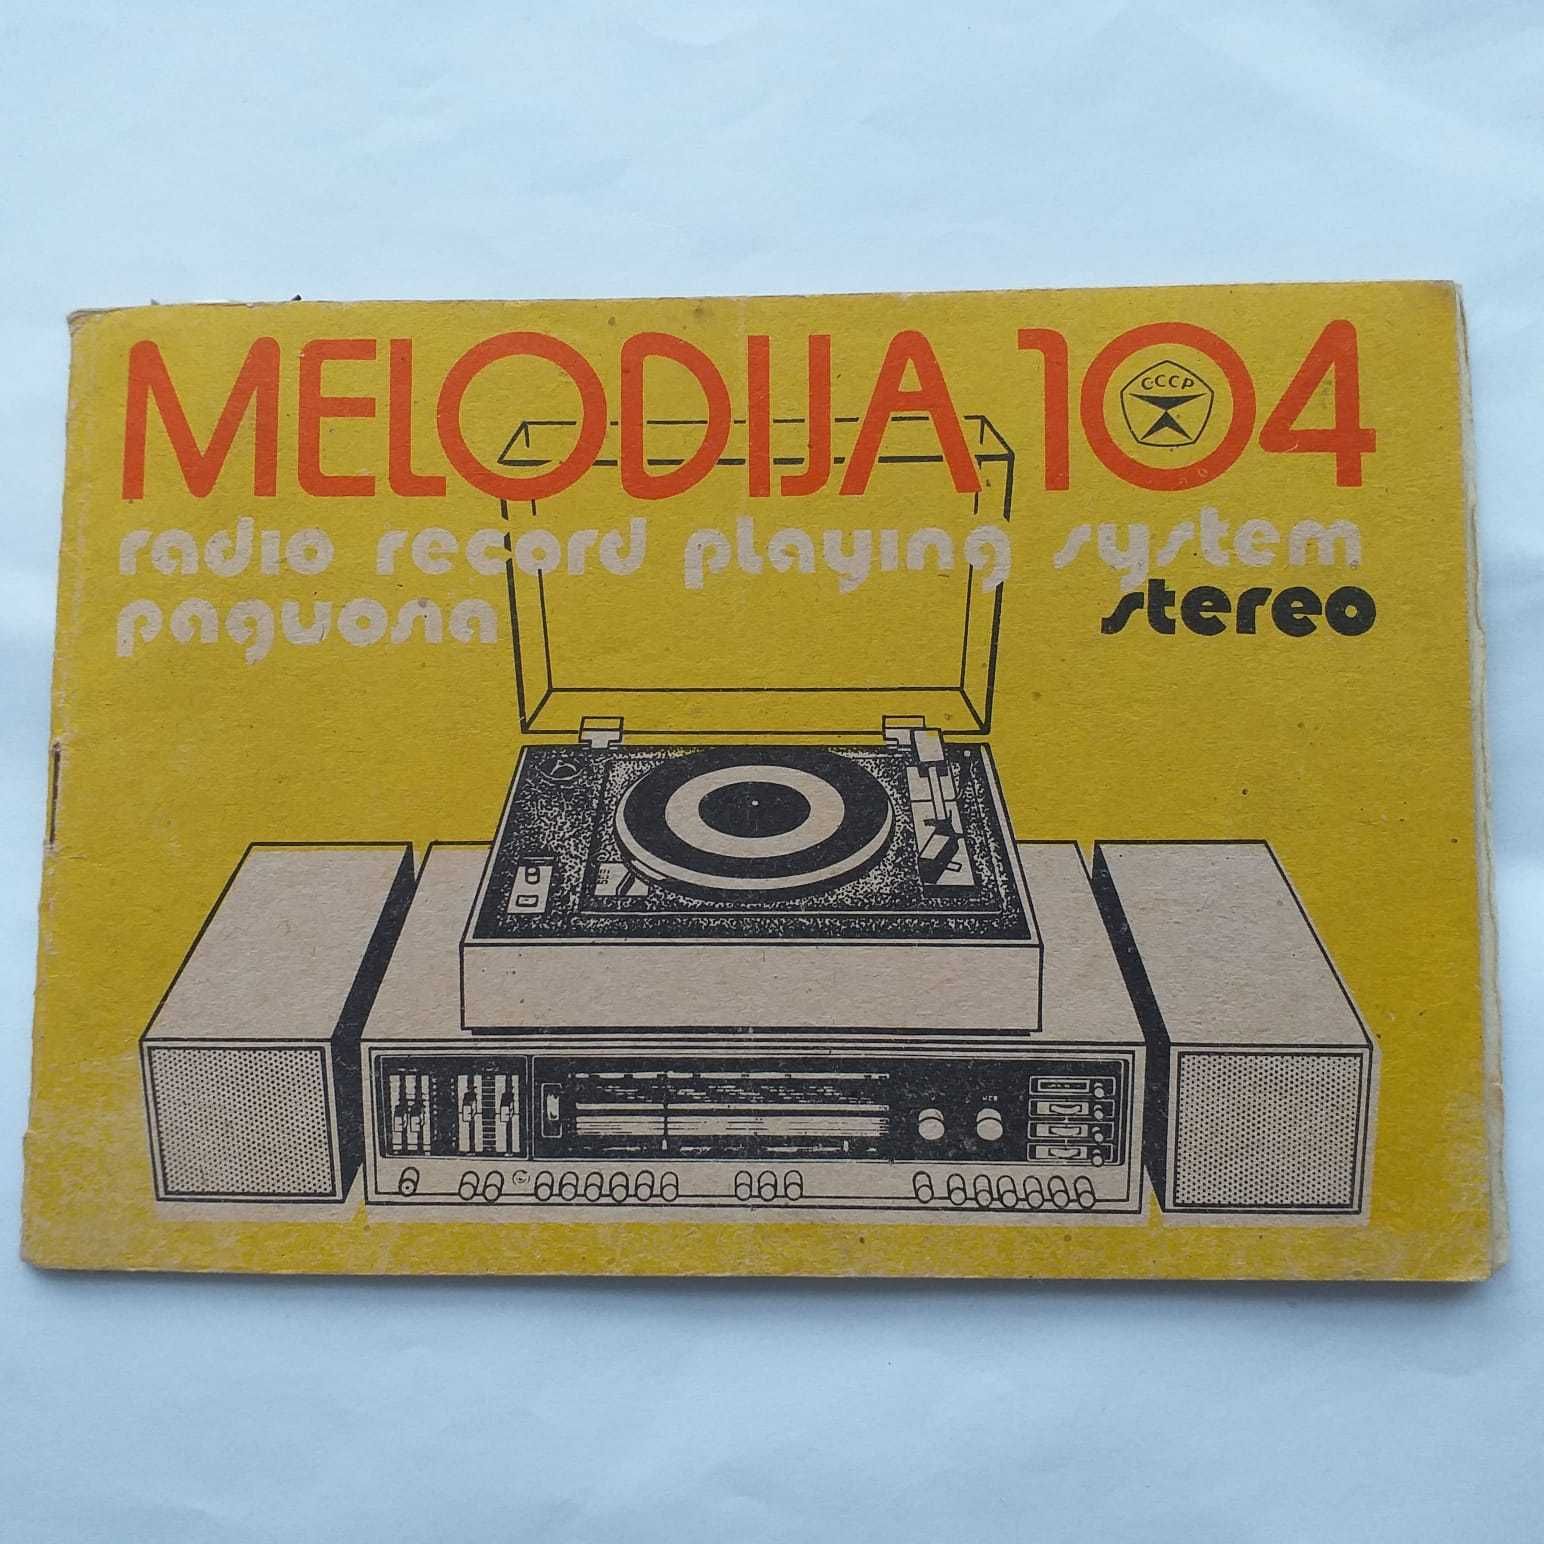 MELODIJA 104
СССР
radio record playing system
радиола stereo